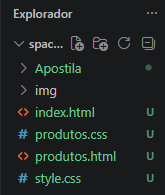 Explorador
spac...
Apostila
img
index.html U
produtos.css U
produtos.html U
style.css U